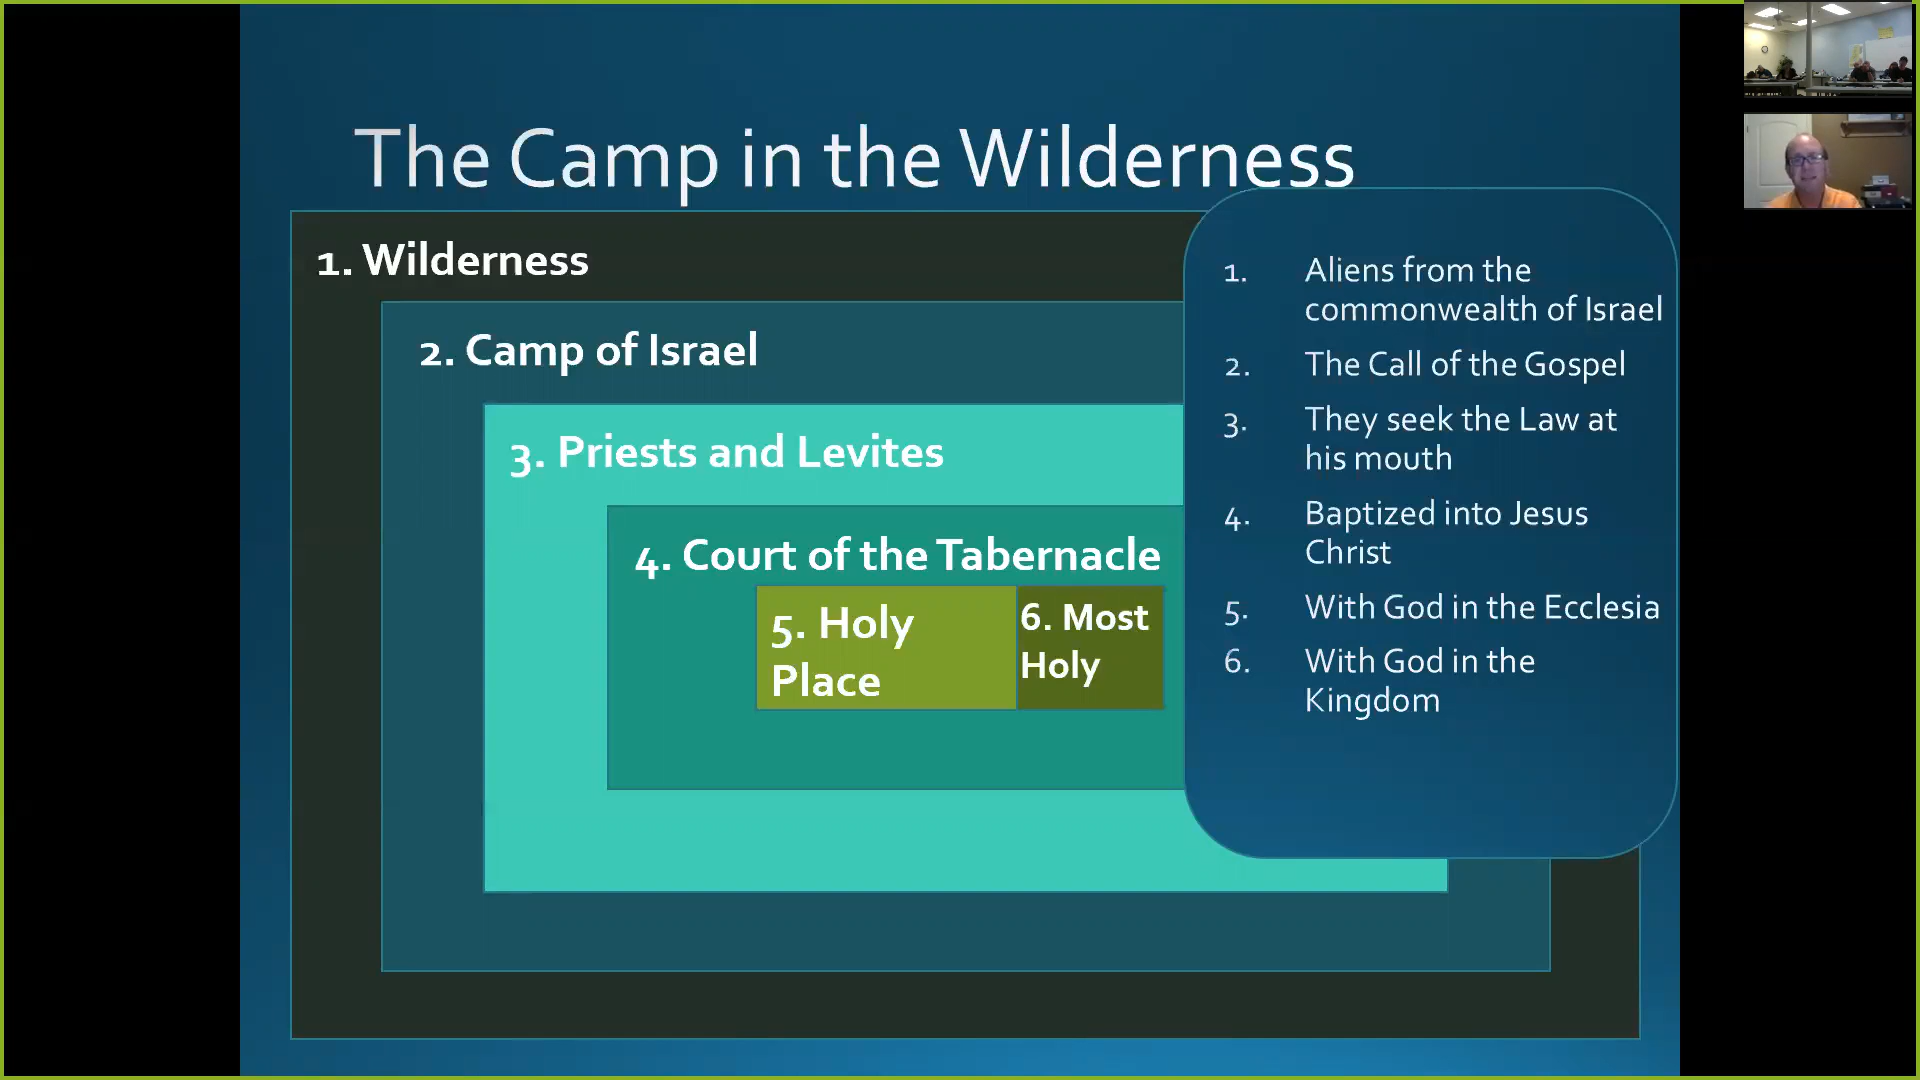 The Camp in the Wilderness
1. Wilderness
2. Camp of Israel
3. Priests and Levites
4. Court of the Tabernacle
5. Holy
Place
6. Most
Holy
1. Aliens from the
commonwealth of Israel
2. The Call of the Gospel
3. They seek the Law at
his mouth
4. Baptized into Jesus
Christ
5. With God in the Ecclesia
6. With God in the
Kingdom